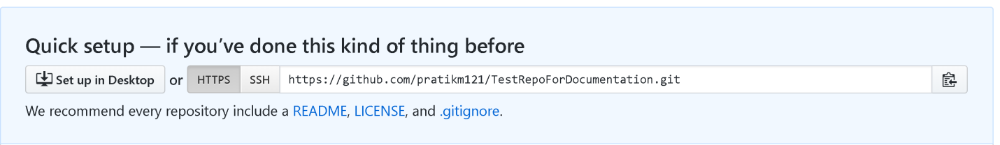 Quick setup — if you’ve done this kind of thing before
Set up in Desktop or HTTPS SSH https://github.com/pratikm121/TestRepoForDocumentation.git
We recommend every repository include a README, LICENSE, and .gitignore.